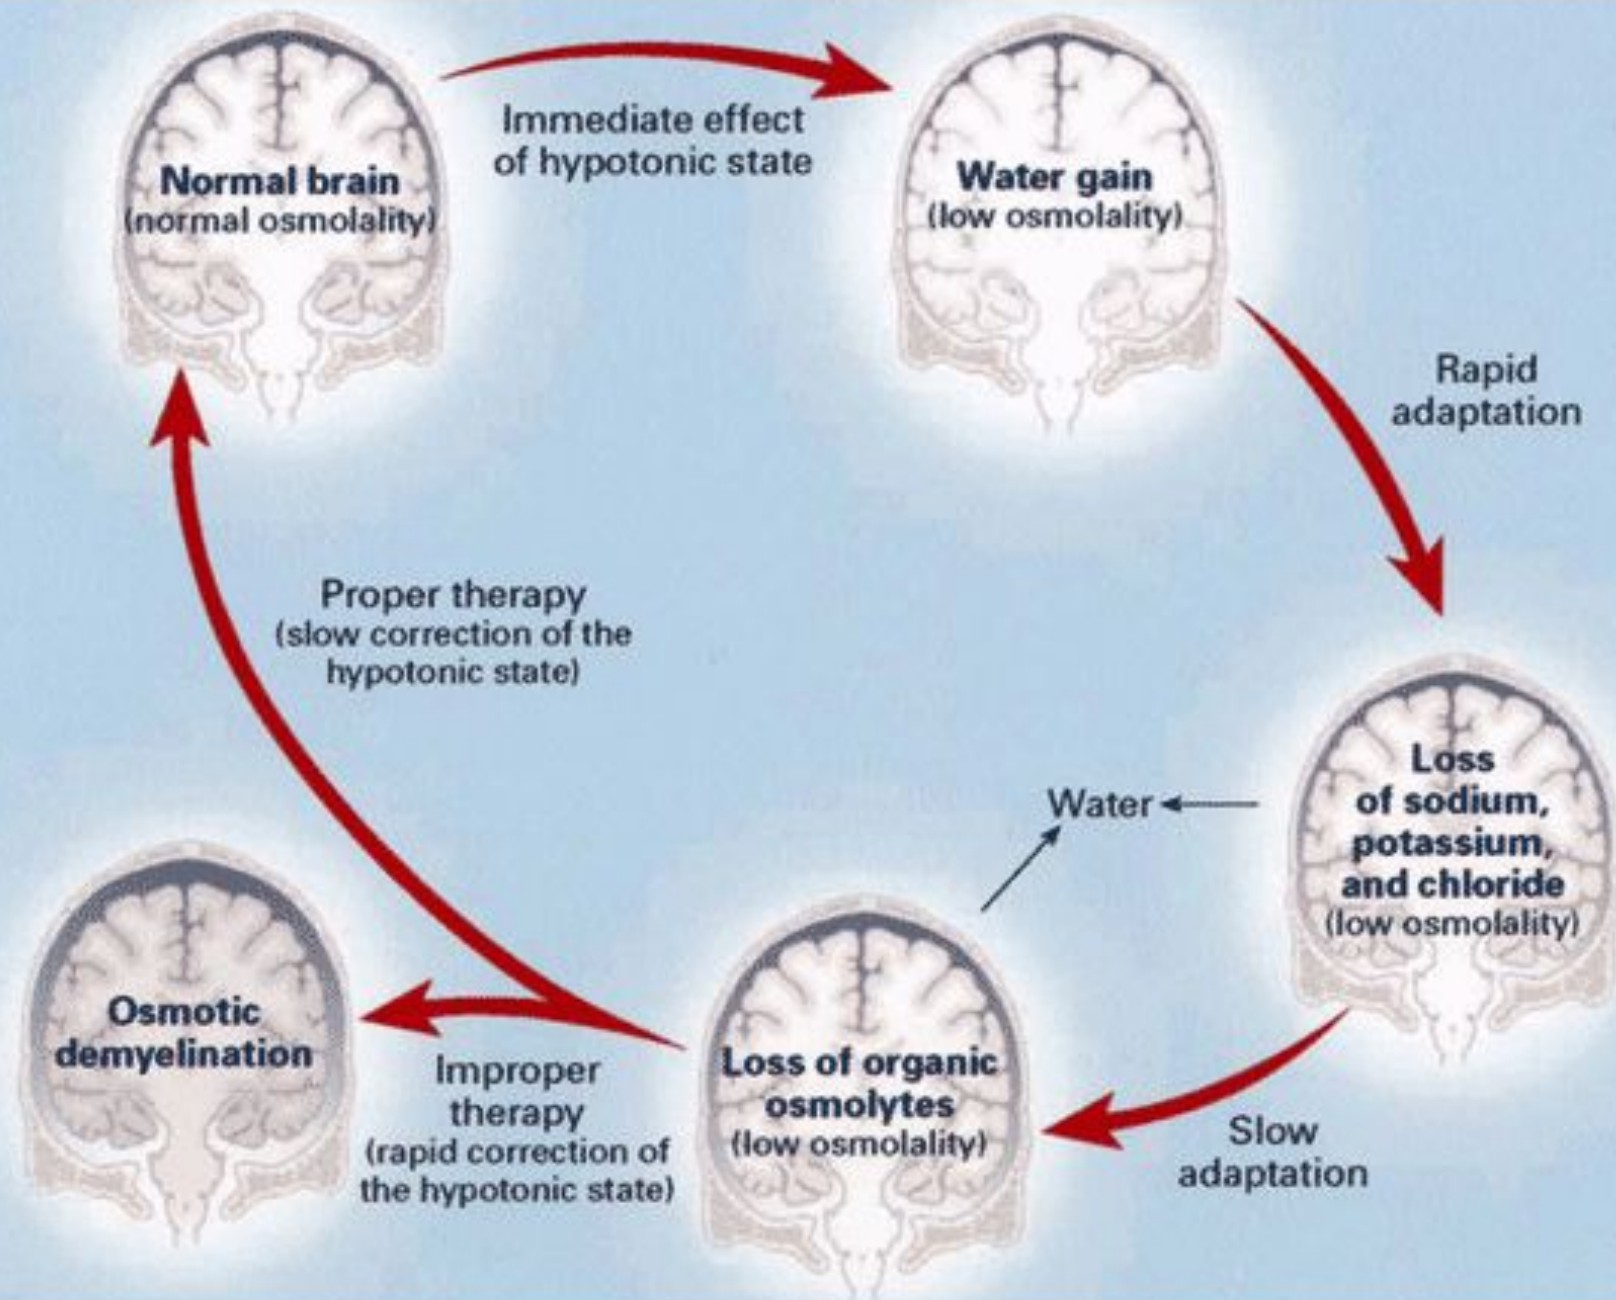 Normal brain
(normal osmolality)
Immediate effect
of hypotonic state
Water gain
(low osmolality)
Rapid
adaptation
Loss
of sodium,
potassium,
and chloride
(low osmolality)
Water
Slow
adaptation
Loss of organic
osmolytes
(low osmolality)
Proper therapy
(slow correction of the
hypotonic state)
Improper
therapy
(rapid correction of
the hypotonic state)
Osmotic
demyelination